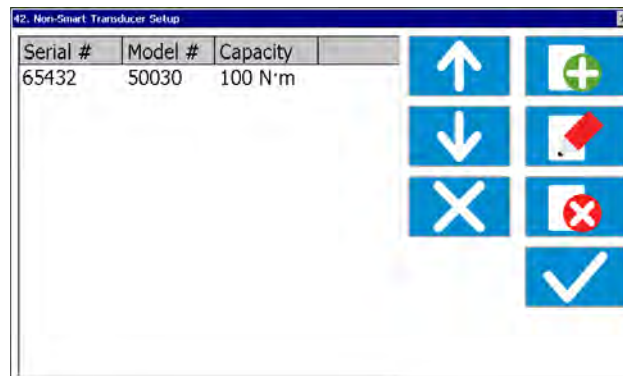 42. Non-Smart Transducer Setup
Serial # Model # Capacity
65432 50030 100 N·m